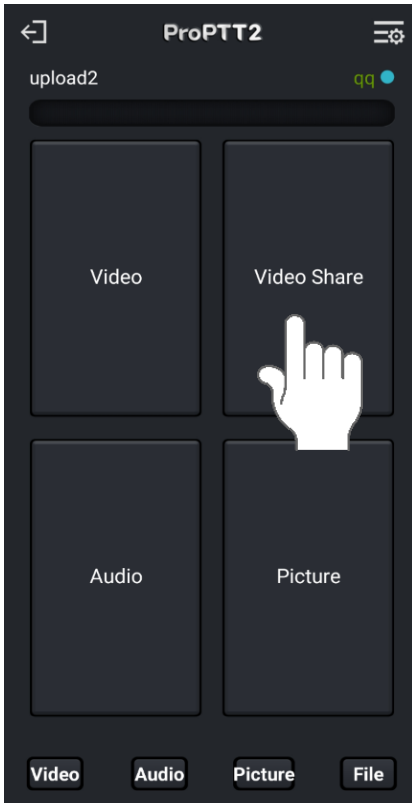 ProPTT2
upload2 qq
Video Video Share
Audio Picture
Video Audio Picture File